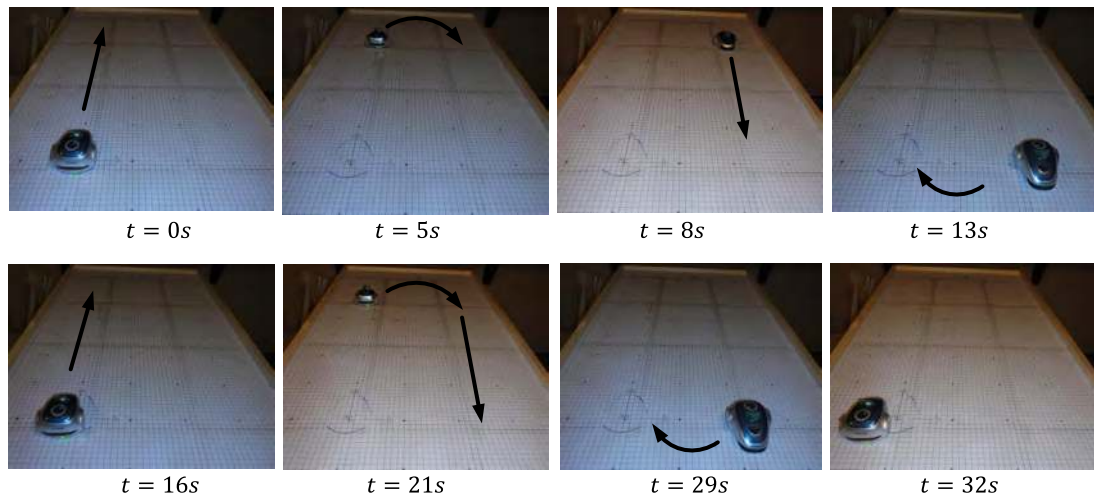 t = 0s
t = 5s
t = 8s
t = 13s
t = 16s
t = 21s
t = 29s
t = 32s